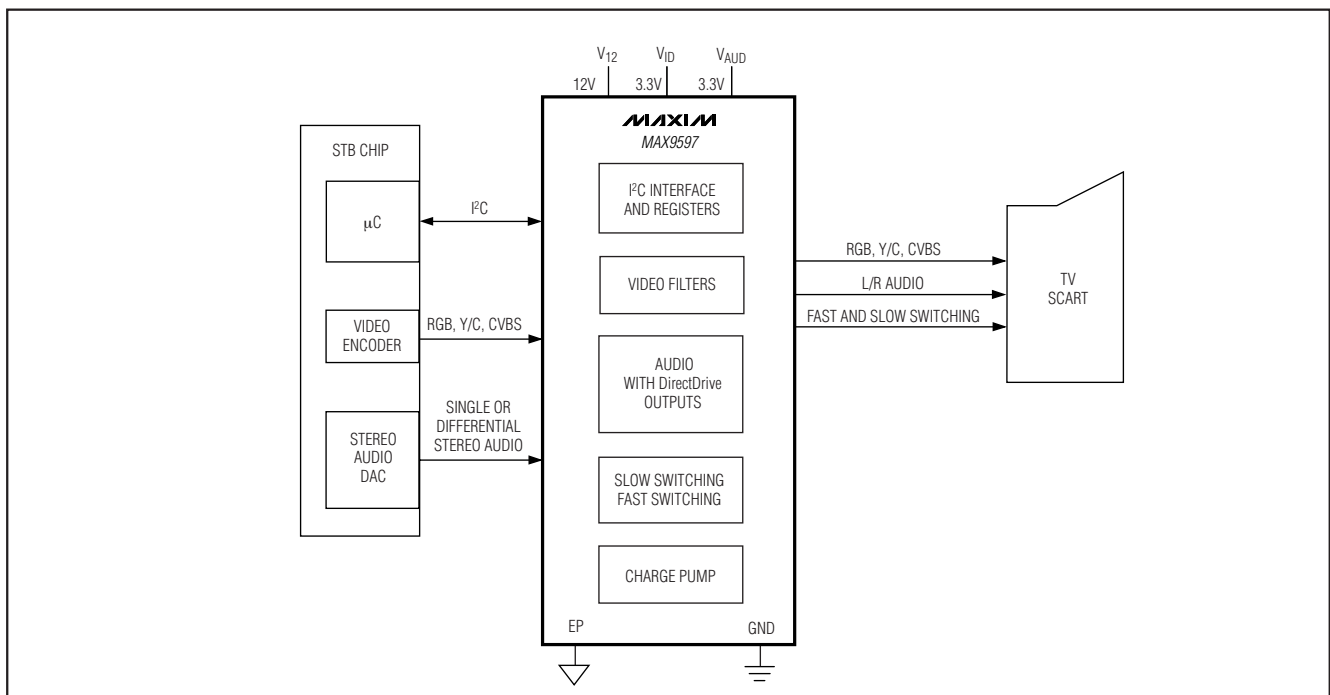 V12
VID
VAUD
12V
3.3V
3.3V
MAXIM
MAX9597
STB CHIP
µC
I²C
VIDEO
ENCODER
RGB, Y/C, CVBS
STEREO
AUDIO
DAC
SINGLE OR
DIFFERENTIAL
STEREO AUDIO
I²C INTERFACE
AND REGISTERS
VIDEO FILTERS
AUDIO
WITH DirectDrive
OUTPUTS
SLOW SWITCHING
FAST SWITCHING
CHARGE PUMP
EP
GND
RGB, Y/C, CVBS
L/R AUDIO
FAST AND SLOW SWITCHING
TV
SCART